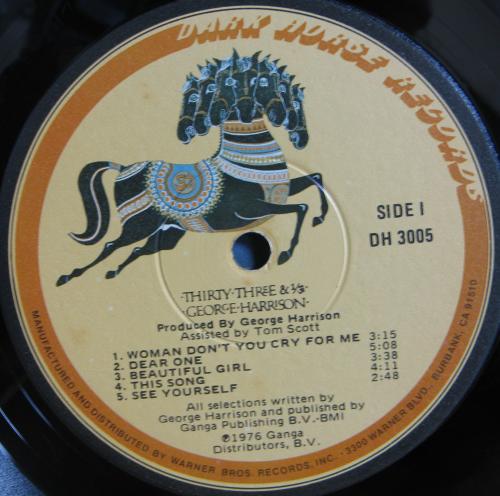 DARK HORSE RECORDS
SIDE I
DH 3005
·THIRTY·THREE & 1/3·
·GEORGE·HARRISON·
Produced By George Harrison
Assisted by Tom Scott
1. WOMAN DON'T YOU CRY FOR ME 3:15
2. DEAR ONE 5:08
3. BEAUTIFUL GIRL 3:38
4. THIS SONG 4:11
5. SEE YOURSELF 2:48
All selections written by
George Harrison and published by
Ganga Publishing B.V.-BMI
℗1976 Ganga
Distributors, B.V.
MANUFACTURED AND DISTRIBUTED BY WARNER BROS. RECORDS, INC. · 3300 WARNER BLVD., BURBANK, CA 91510